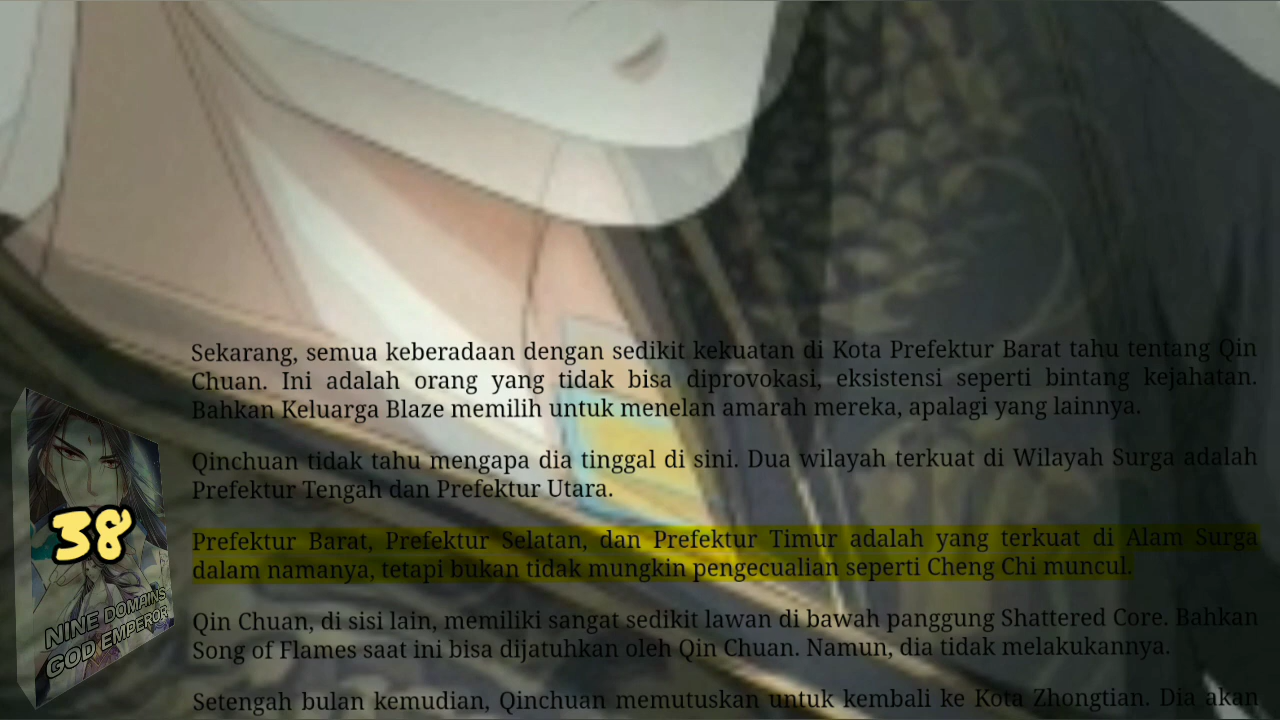 Sekarang, semua keberadaan dengan sedikit kekuatan di Kota Prefektur Barat tahu tentang Qin
Chuan. Ini adalah orang yang tidak bisa diprovokasi, eksistensi seperti bintang kejahatan.
Bahkan Keluarga Blaze memilih untuk menelan amarah mereka, apalagi yang lainnya.
Qinchuan tidak tahu mengapa dia tinggal di sini. Dua wilayah terkuat di Wilayah Surga adalah
Prefektur Tengah dan Prefektur Utara.
Prefektur Barat, Prefektur Selatan, dan Prefektur Timur adalah yang terkuat di Alam Surga
dalam namanya, tetapi bukan tidak mungkin pengecualian seperti Cheng Chi muncul.
Qin Chuan, di sisi lain, memiliki sangat sedikit lawan di bawah panggung Shattered Core. Bahkan
Song of Flames saat ini bisa dijatuhkan oleh Qin Chuan. Namun, dia tidak melakukannya.
Setengah bulan kemudian, Qinchuan memutuskan untuk kembali ke Kota Zhongtian. Dia akan
38
NINE DOMAINS
GOD EMPEROR